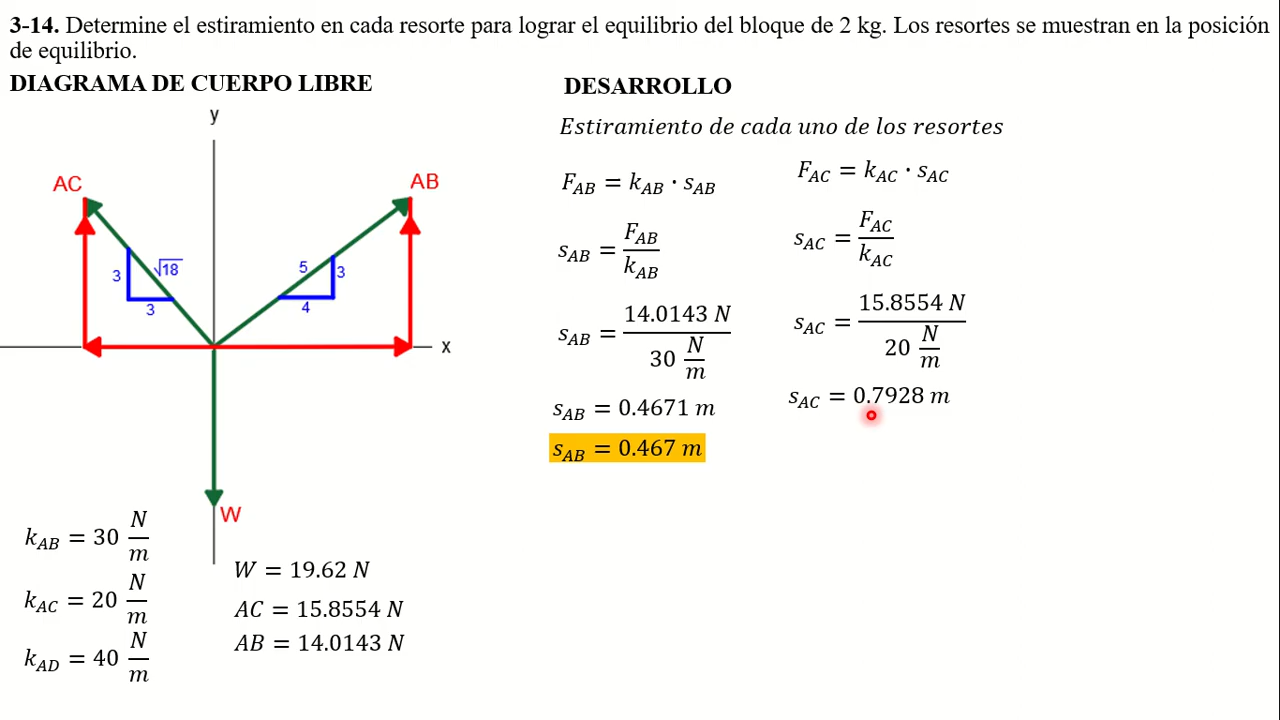 3-14. Determine el estiramiento en cada resorte para lograr el equilibrio del bloque de 2 kg. Los resortes se muestran en la posición
de equilibrio.
DIAGRAMA DE CUERPO LIBRE
y
AC
AB
3
√18
3
5
3
4
x
W
k_AB = 30 N/m
k_AC = 20 N/m
k_AD = 40 N/m
W = 19.62 N
AC = 15.8554 N
AB = 14.0143 N
DESARROLLO
Estiramiento de cada uno de los resortes
F_AB = k_AB · s_AB
s_AB = F_AB/k_AB
s_AB = 14.0143 N/30 N/m
s_AB = 0.4671 m
s_AB = 0.467 m
F_AC = k_AC · s_AC
s_AC = F_AC/k_AC
s_AC = 15.8554 N/20 N/m
s_AC = 0.7928 m